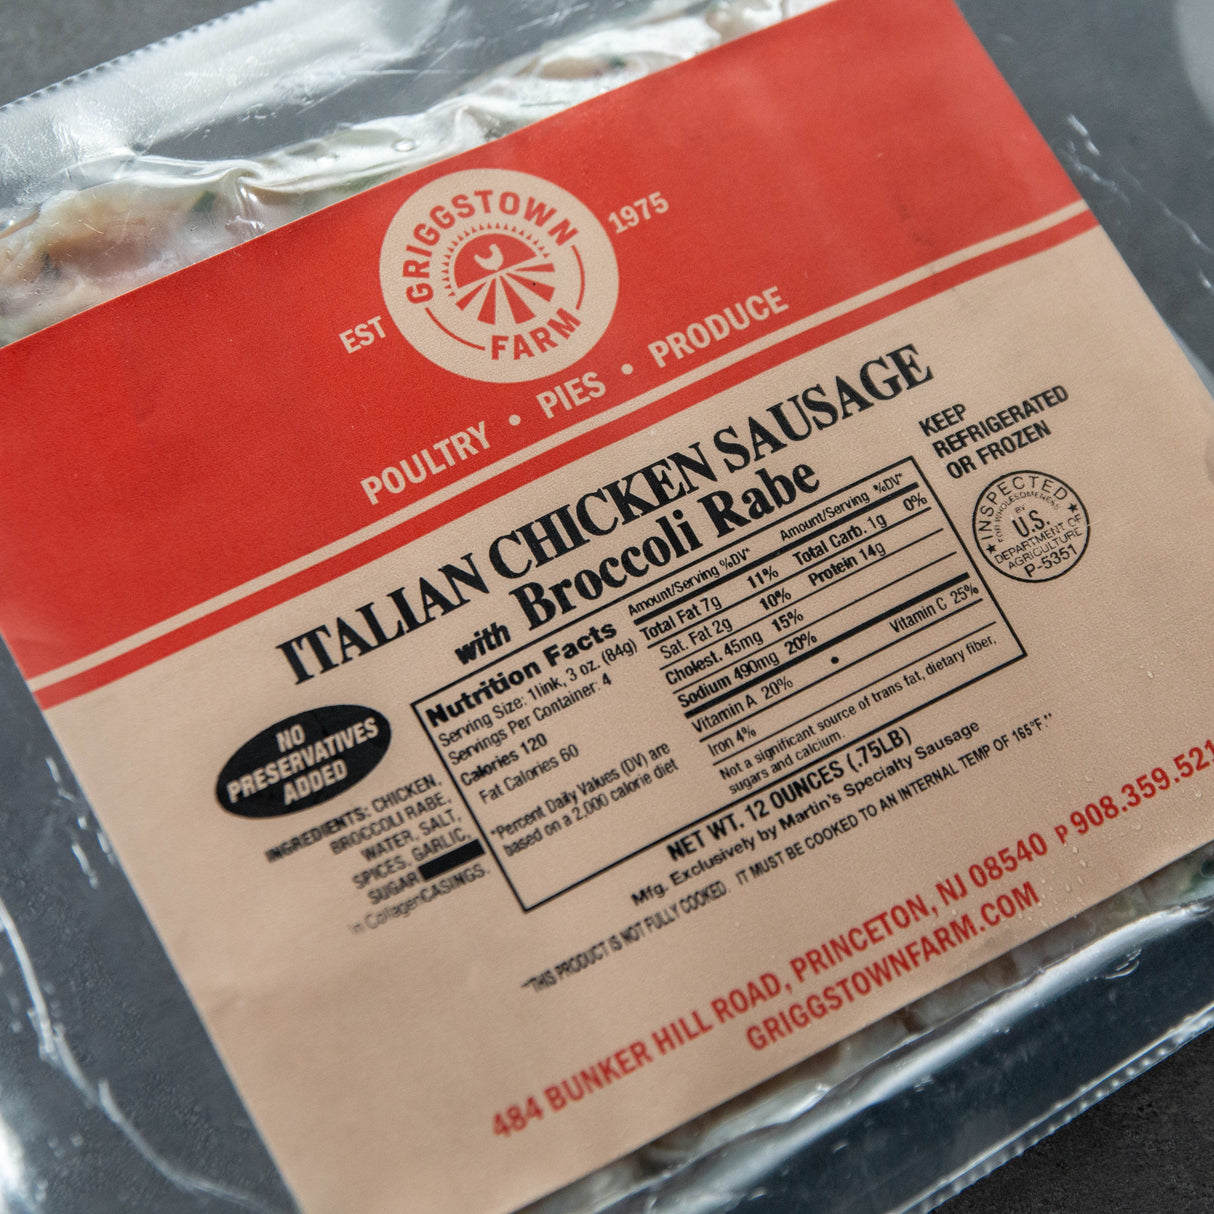 GRIGGSTOWN
FARM
EST 1975
POULTRY • PIES • PRODUCE
ITALIAN CHICKEN SAUSAGE
with Broccoli Rabe
KEEP
REFRIGERATED
OR FROZEN
INSPECTED
FOR WHOLESOMENESS
BY
U.S.
DEPARTMENT OF
AGRICULTURE
P-5351
NO
PRESERVATIVES
ADDED
INGREDIENTS: CHICKEN,
BROCCOLI RABE,
WATER, SALT,
SPICES, GARLIC,
SUGAR
in Collagen CASINGS.
Nutrition Facts
Serving Size: 1link, 3 oz. (84g)
Servings Per Container: 4
Calories 120
Fat Calories 60
*Percent Daily Values (DV) are
based on a 2,000 calorie diet
Amount/Serving %DV* Amount/Serving %DV*
Total Fat 7g 11% Total Carb. 1g 0%
Sat. Fat 2g 10% Protein 14g
Cholest. 45mg 15%
Sodium 490mg 20%
Vitamin A 20% • Vitamin C 25%
Iron 4%
Not a significant source of trans fat, dietary fiber,
sugars and calcium.
NET WT. 12 OUNCES (.75LB)
Mfg. Exclusively by Martin's Specialty Sausage
"THIS PRODUCT IS NOT FULLY COOKED. IT MUST BE COOKED TO AN INTERNAL TEMP OF 165°F."
484 BUNKER HILL ROAD, PRINCETON, NJ 08540 P 908.359.521
GRIGGSTOWNFARM.COM